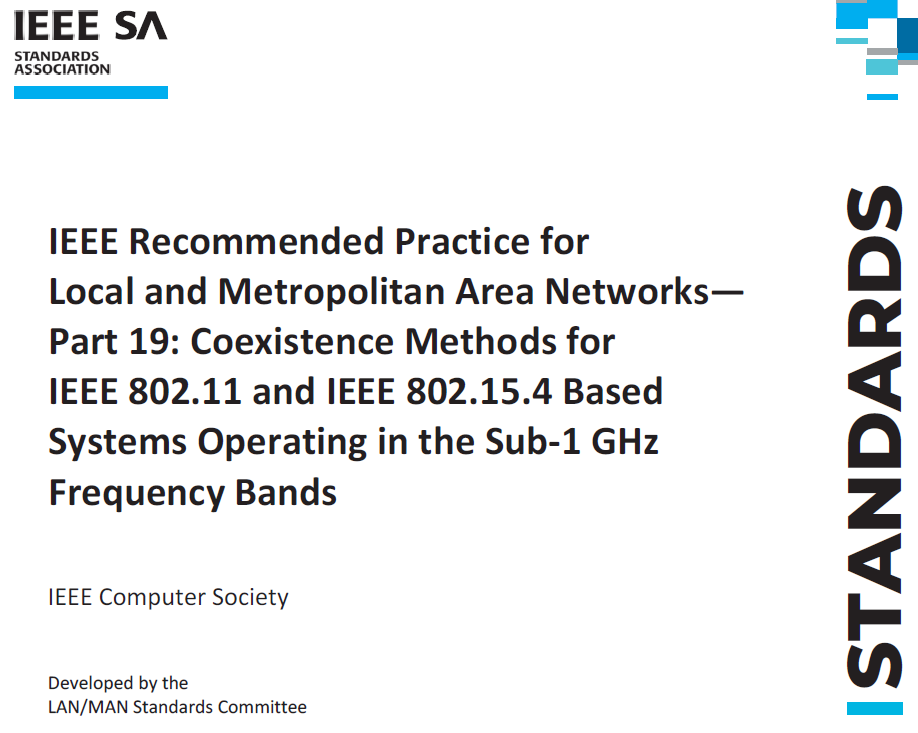 IEEE SA
STANDARDS
ASSOCIATION
IEEE Recommended Practice for
Local and Metropolitan Area Networks—
Part 19: Coexistence Methods for
IEEE 802.11 and IEEE 802.15.4 Based
Systems Operating in the Sub-1 GHz
Frequency Bands
IEEE Computer Society
Developed by the
LAN/MAN Standards Committee
STANDARDS